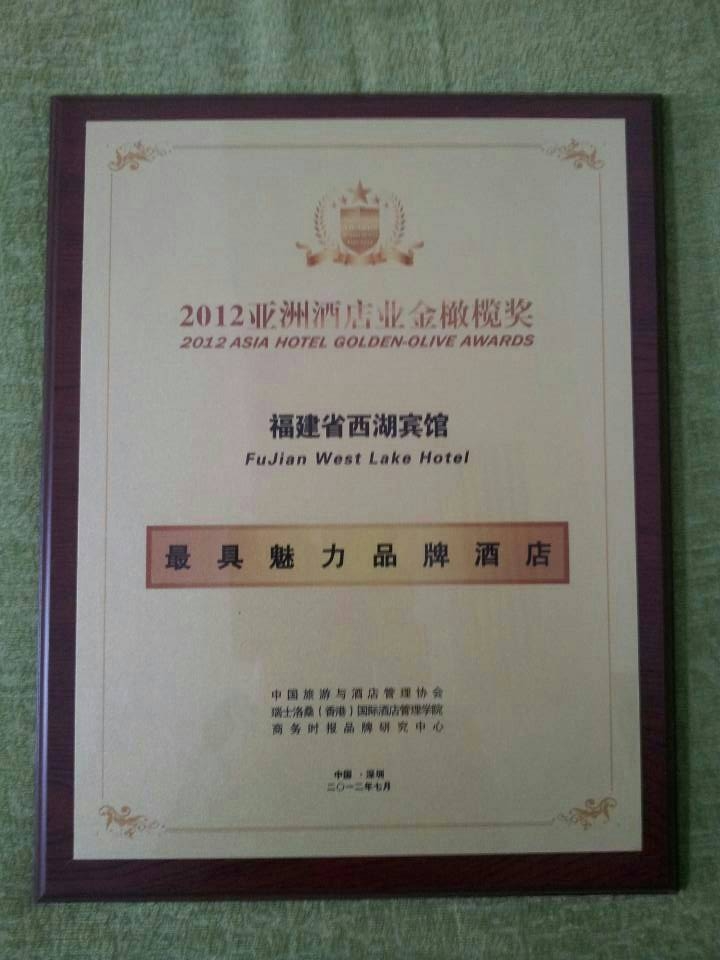 2012亚洲酒店业金橄榄奖
2012 ASIA HOTEL GOLDEN-OLIVE AWARDS
福建省西湖宾馆
FuJian West Lake Hotel
最具魅力品牌酒店
中国旅游与酒店管理协会
瑞士洛桑(香港)国际酒店管理学院
商务时报品牌研究中心
中国·深圳
二〇一二年七月